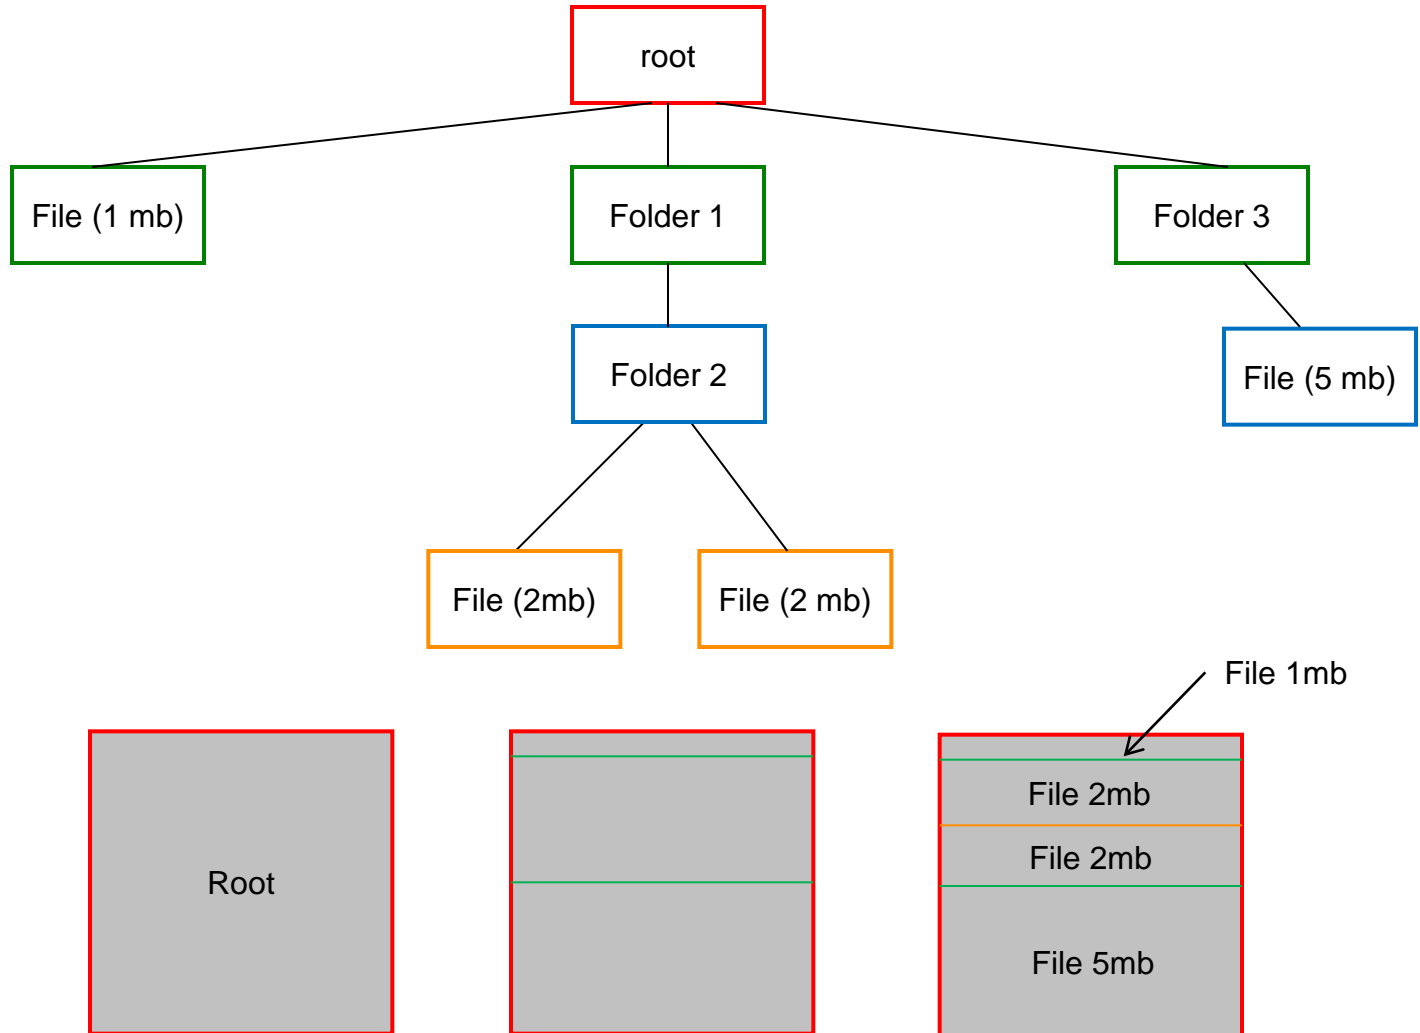 root
File (1 mb)
Folder 1
Folder 3
Folder 2
File (5 mb)
File (2mb)
File (2 mb)
File 1mb
Root
File 2mb
File 2mb
File 5mb